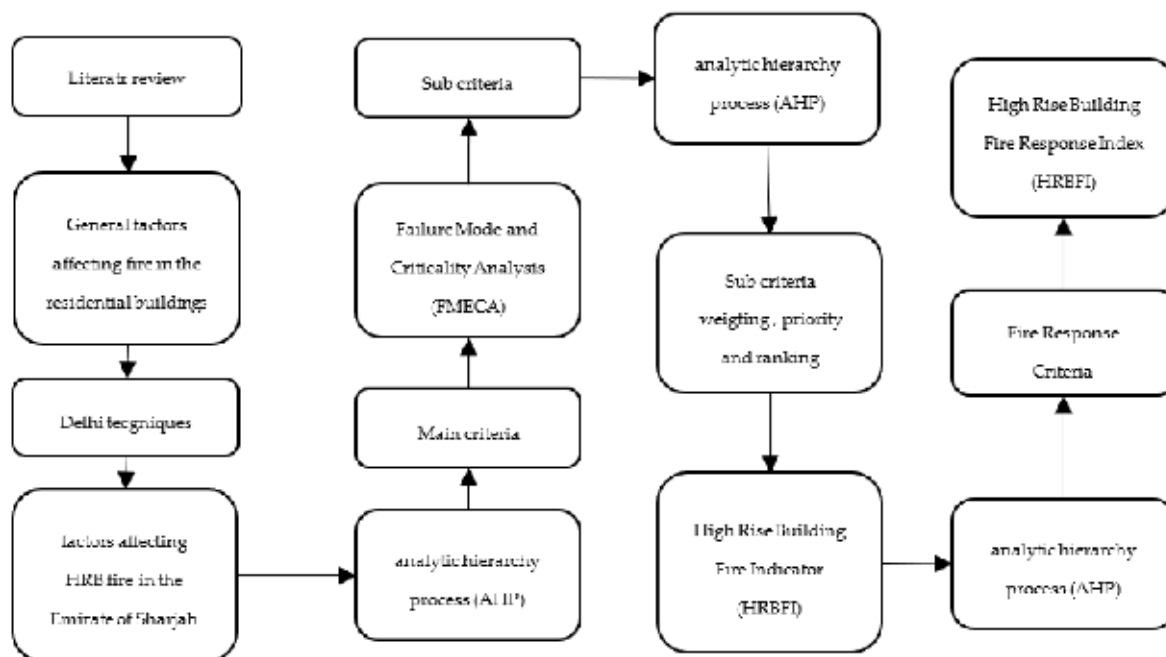 Literatr review
General factors
affecting fire in the
residential buildings
Delhi tecgniques
factors affecting
HRB fire in the
Emirate of Sharjah
analytic hierarchy
process (AHP)
Main criteria
Failure Mode and
Criticality Analysis
(FMECA)
Sub criteria
analytic hierarchy
process (AHP)
Sub criteria
weigting , priority
and ranking
High Rise Building
Fire Indicator
(HRBFI)
analytic hierarchy
process (AHP)
Fire Response
Criteria
High Rise Building
Fire Response Index
(HRBFI)